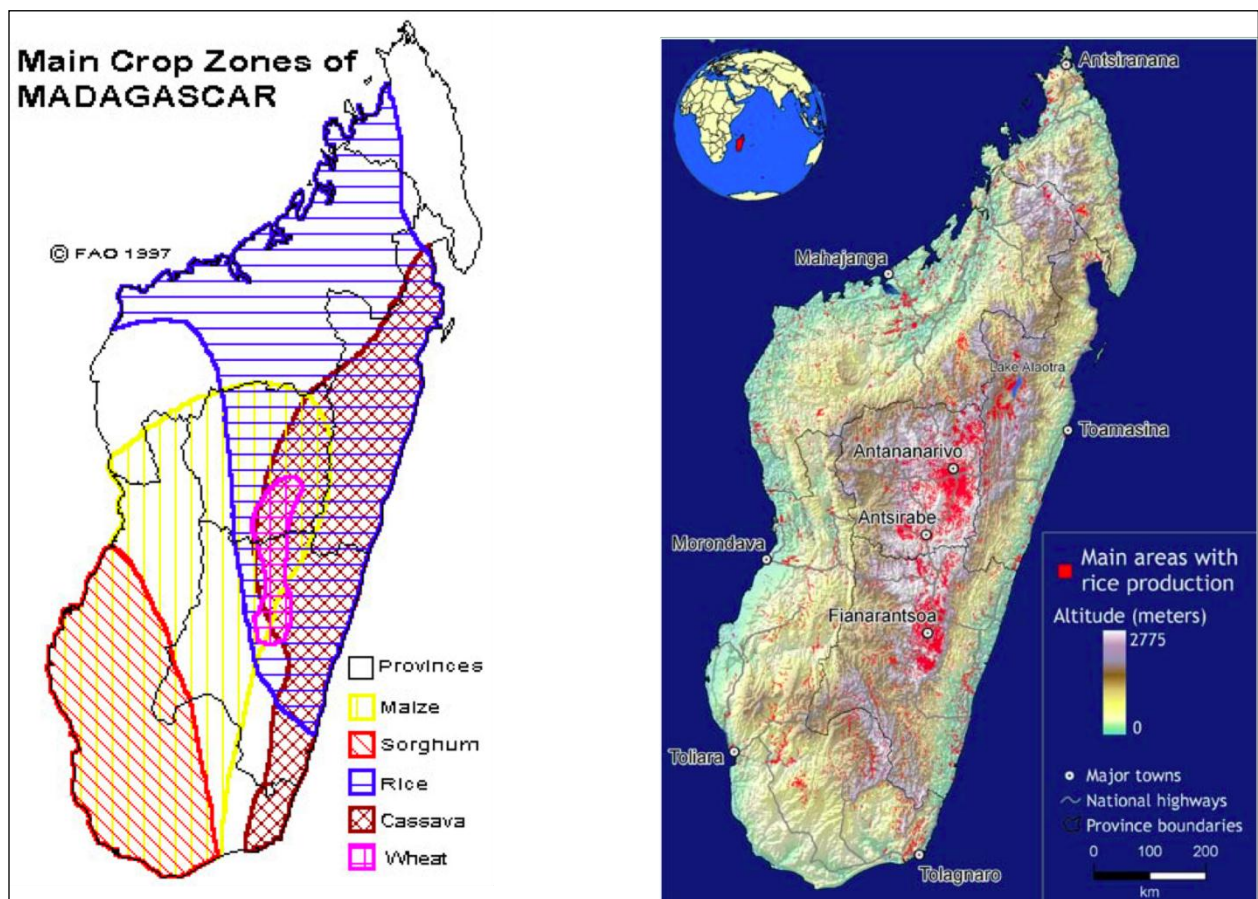 Main Crop Zones of
MADAGASCAR
© FAO 1997
Provinces
Maize
Sorghum
Rice
Cassava
Wheat
Antsiranana
Mahajanga
Lake Alaotra
Toamasina
Antananarivo
Antsirabe
Morondava
Fianarantsoa
Toliara
Tolagnaro
Main areas with
rice production
Altitude (meters)
2775
0
Major towns
National highways
Province boundaries
0 100 200
km